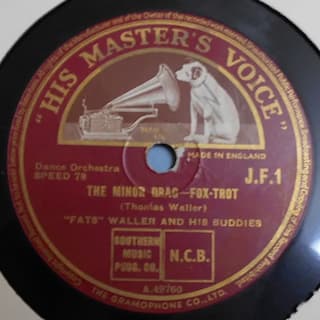 "HIS MASTER'S VOICE"
MADE IN ENGLAND
Dance Orchestra
SPEED 78
J.F.1
THE MINOR DRAG—FOX-TROT
(Thomas Waller)
"FATS" WALLER AND HIS BUDDIES
SOUTHERN
MUSIC
PUBG. CO.
N.C.B.
A.49760
THE GRAMOPHONE CO., LTD.